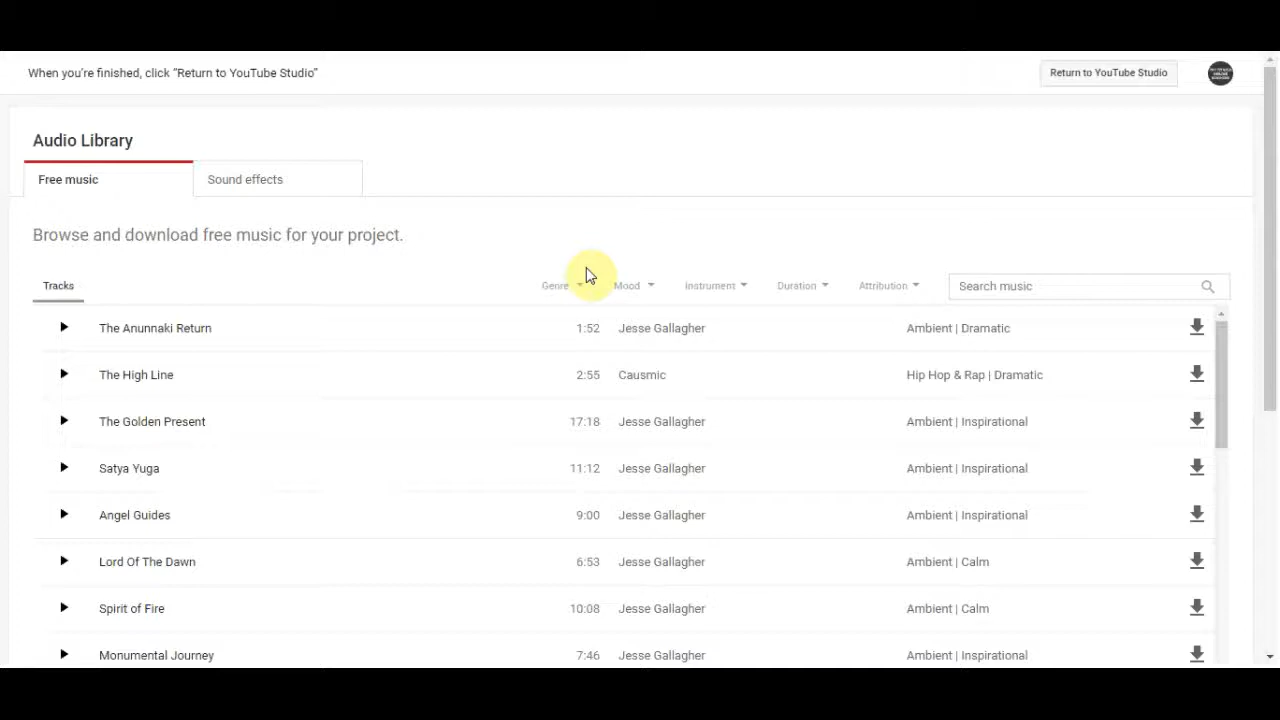 When you're finished, click “Return to YouTube Studio”
Return to YouTube Studio
Audio Library
Free music
Sound effects
Browse and download free music for your project.
Tracks Genre Mood Instrument Duration Attribution Search music
The Anunnaki Return 1:52 Jesse Gallagher Ambient | Dramatic
The High Line 2:55 Causmic Hip Hop & Rap | Dramatic
The Golden Present 17:18 Jesse Gallagher Ambient | Inspirational
Satya Yuga 11:12 Jesse Gallagher Ambient | Inspirational
Angel Guides 9:00 Jesse Gallagher Ambient | Inspirational
Lord Of The Dawn 6:53 Jesse Gallagher Ambient | Calm
Spirit of Fire 10:08 Jesse Gallagher Ambient | Calm
Monumental Journey 7:46 Jesse Gallagher Ambient | Inspirational